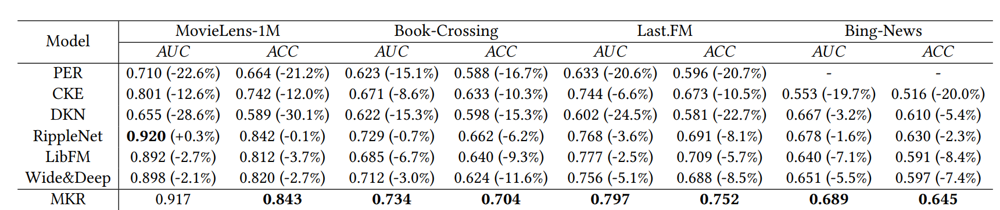 Model MovieLens-1M Book-Crossing Last.FM Bing-News
AUC ACC AUC ACC AUC ACC AUC ACC
PER 0.710 (-22.6%) 0.664 (-21.2%) 0.623 (-15.1%) 0.588 (-16.7%) 0.633 (-20.6%) 0.596 (-20.7%) - -
CKE 0.801 (-12.6%) 0.742 (-12.0%) 0.671 (-8.6%) 0.633 (-10.3%) 0.744 (-6.6%) 0.673 (-10.5%) 0.553 (-19.7%) 0.516 (-20.0%)
DKN 0.655 (-28.6%) 0.589 (-30.1%) 0.622 (-15.3%) 0.598 (-15.3%) 0.602 (-24.5%) 0.581 (-22.7%) 0.667 (-3.2%) 0.610 (-5.4%)
RippleNet 0.920 (+0.3%) 0.842 (-0.1%) 0.729 (-0.7%) 0.662 (-6.2%) 0.768 (-3.6%) 0.691 (-8.1%) 0.678 (-1.6%) 0.630 (-2.3%)
LibFM 0.892 (-2.7%) 0.812 (-3.7%) 0.685 (-6.7%) 0.640 (-9.3%) 0.777 (-2.5%) 0.709 (-5.7%) 0.640 (-7.1%) 0.591 (-8.4%)
Wide&Deep 0.898 (-2.1%) 0.820 (-2.7%) 0.712 (-3.0%) 0.624 (-11.6%) 0.756 (-5.1%) 0.688 (-8.5%) 0.651 (-5.5%) 0.597 (-7.4%)
MKR 0.917 0.843 0.734 0.704 0.797 0.752 0.689 0.645